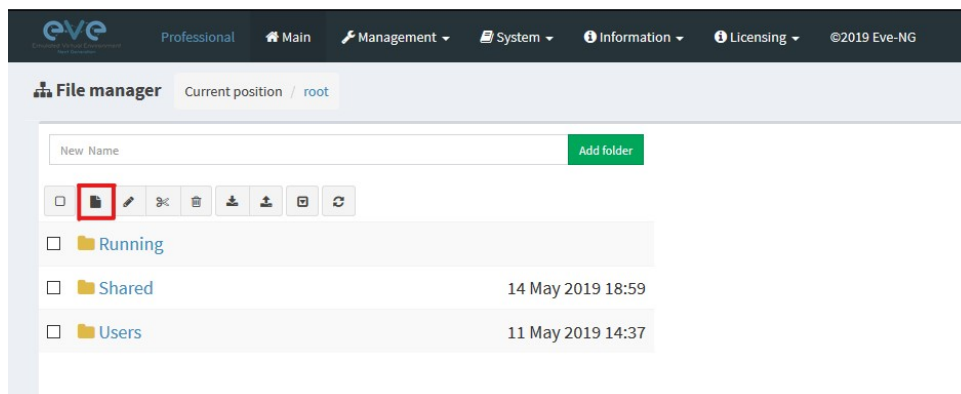 eve
Professional
Main
Management
System
Information
Licensing
©2019 Eve-NG
File manager
Current position / root
New Name
Add folder
Running
Shared 14 May 2019 18:59
Users 11 May 2019 14:37